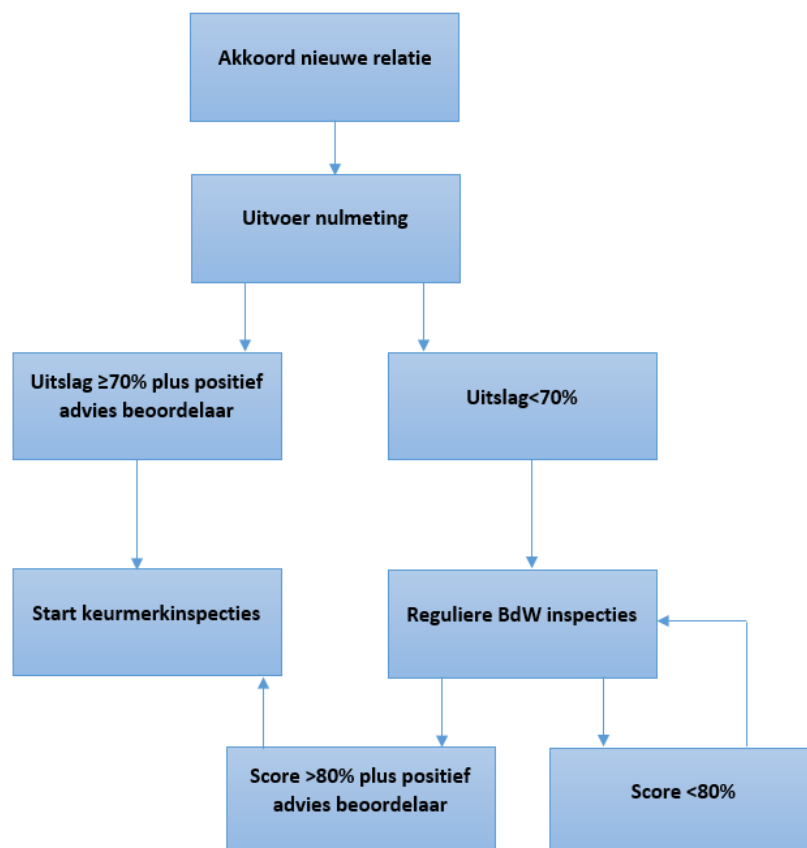 Akkoord nieuwe relatie
Uitvoer nulmeting
Uitslag ≥70% plus positief
advies beoordelaar
Uitslag<70%
Start keurmerkinspecties
Reguliere BdW inspecties
Score >80% plus positief
advies beoordelaar
Score <80%